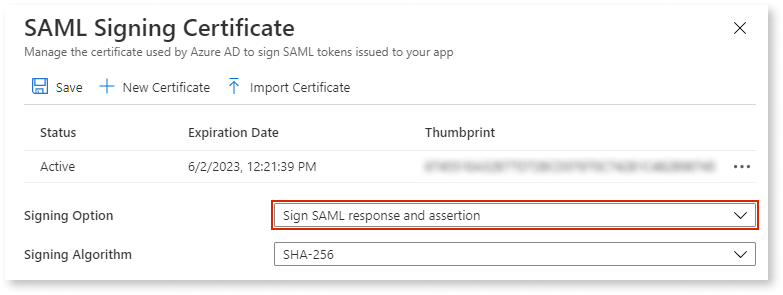 SAML Signing Certificate
Manage the certificate used by Azure AD to sign SAML tokens issued to your app
Save New Certificate Import Certificate
Status Expiration Date Thumbprint
Active 6/2/2023, 12:21:39 PM
Signing Option Sign SAML response and assertion
Signing Algorithm SHA-256